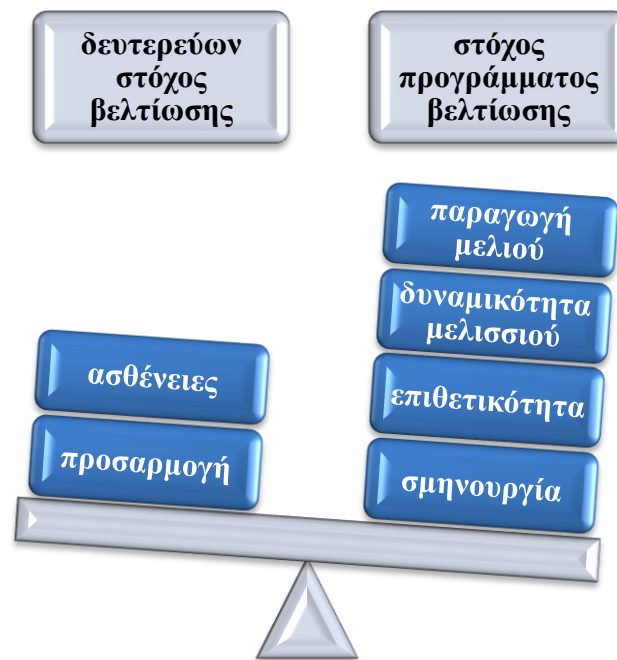 δευτερεύων
στόχος
βελτίωσης
στόχος
προγράμματος
βελτίωσης
παραγωγή
μελιού
δυναμικότητα
μελισσιού
επιθετικότητα
σμηνουργία
ασθένειες
προσαρμογή